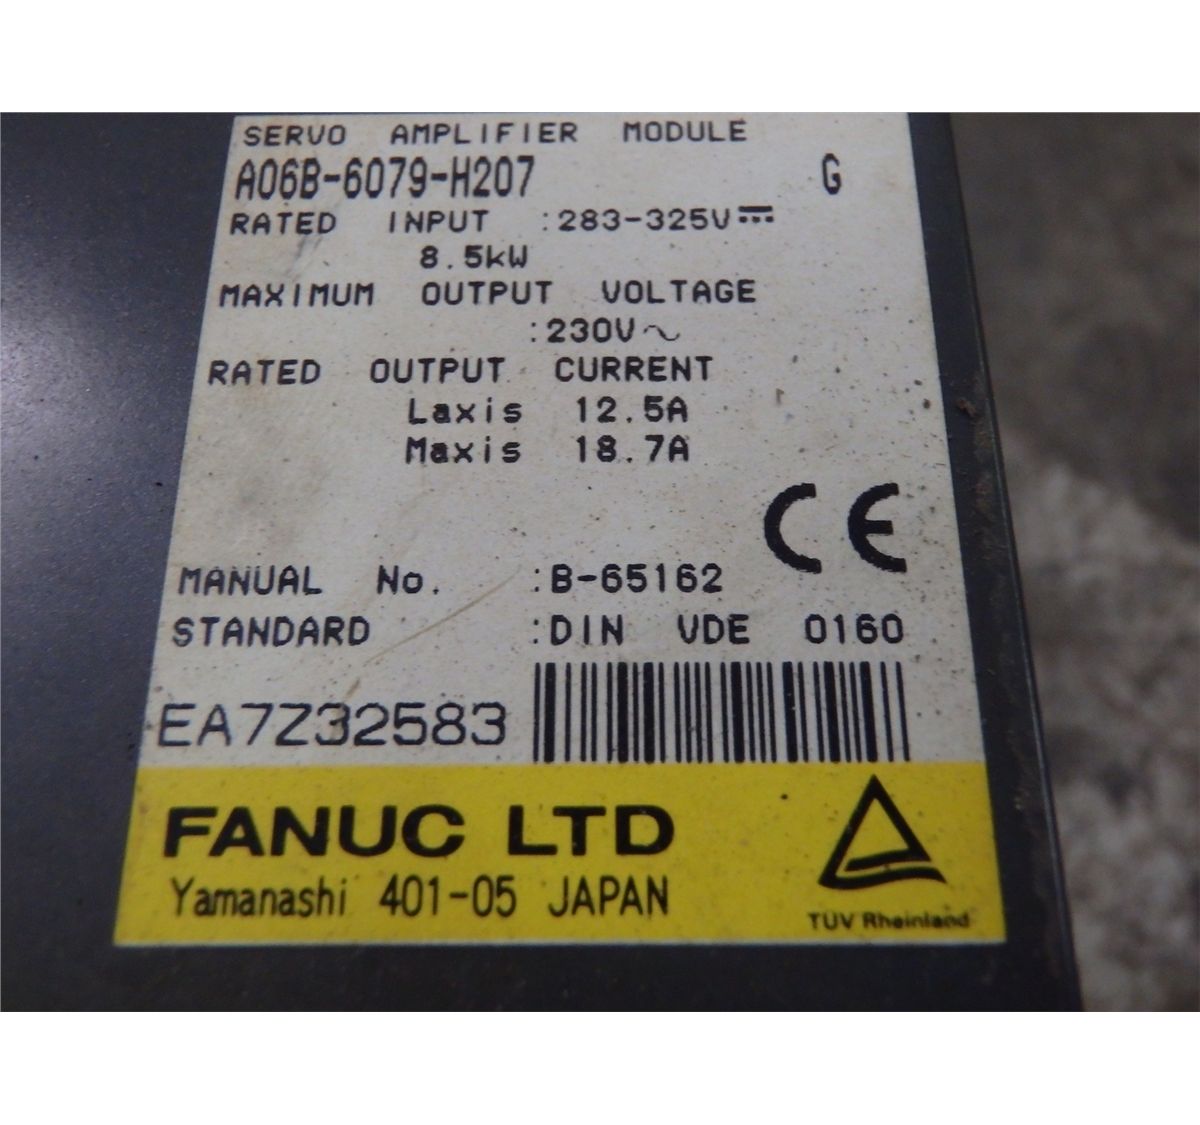 SERVO AMPLIFIER MODULE
A06B-6079-H207 G
RATED INPUT :283-325V⎓
8.5kW
MAXIMUM OUTPUT VOLTAGE
:230V~
RATED OUTPUT CURRENT
Laxis 12.5A
Maxis 18.7A
CE
MANUAL No. :B-65162
STANDARD :DIN VDE 0160
EA7Z32583
FANUC LTD
Yamanashi 401-05 JAPAN
TÜV Rheinland